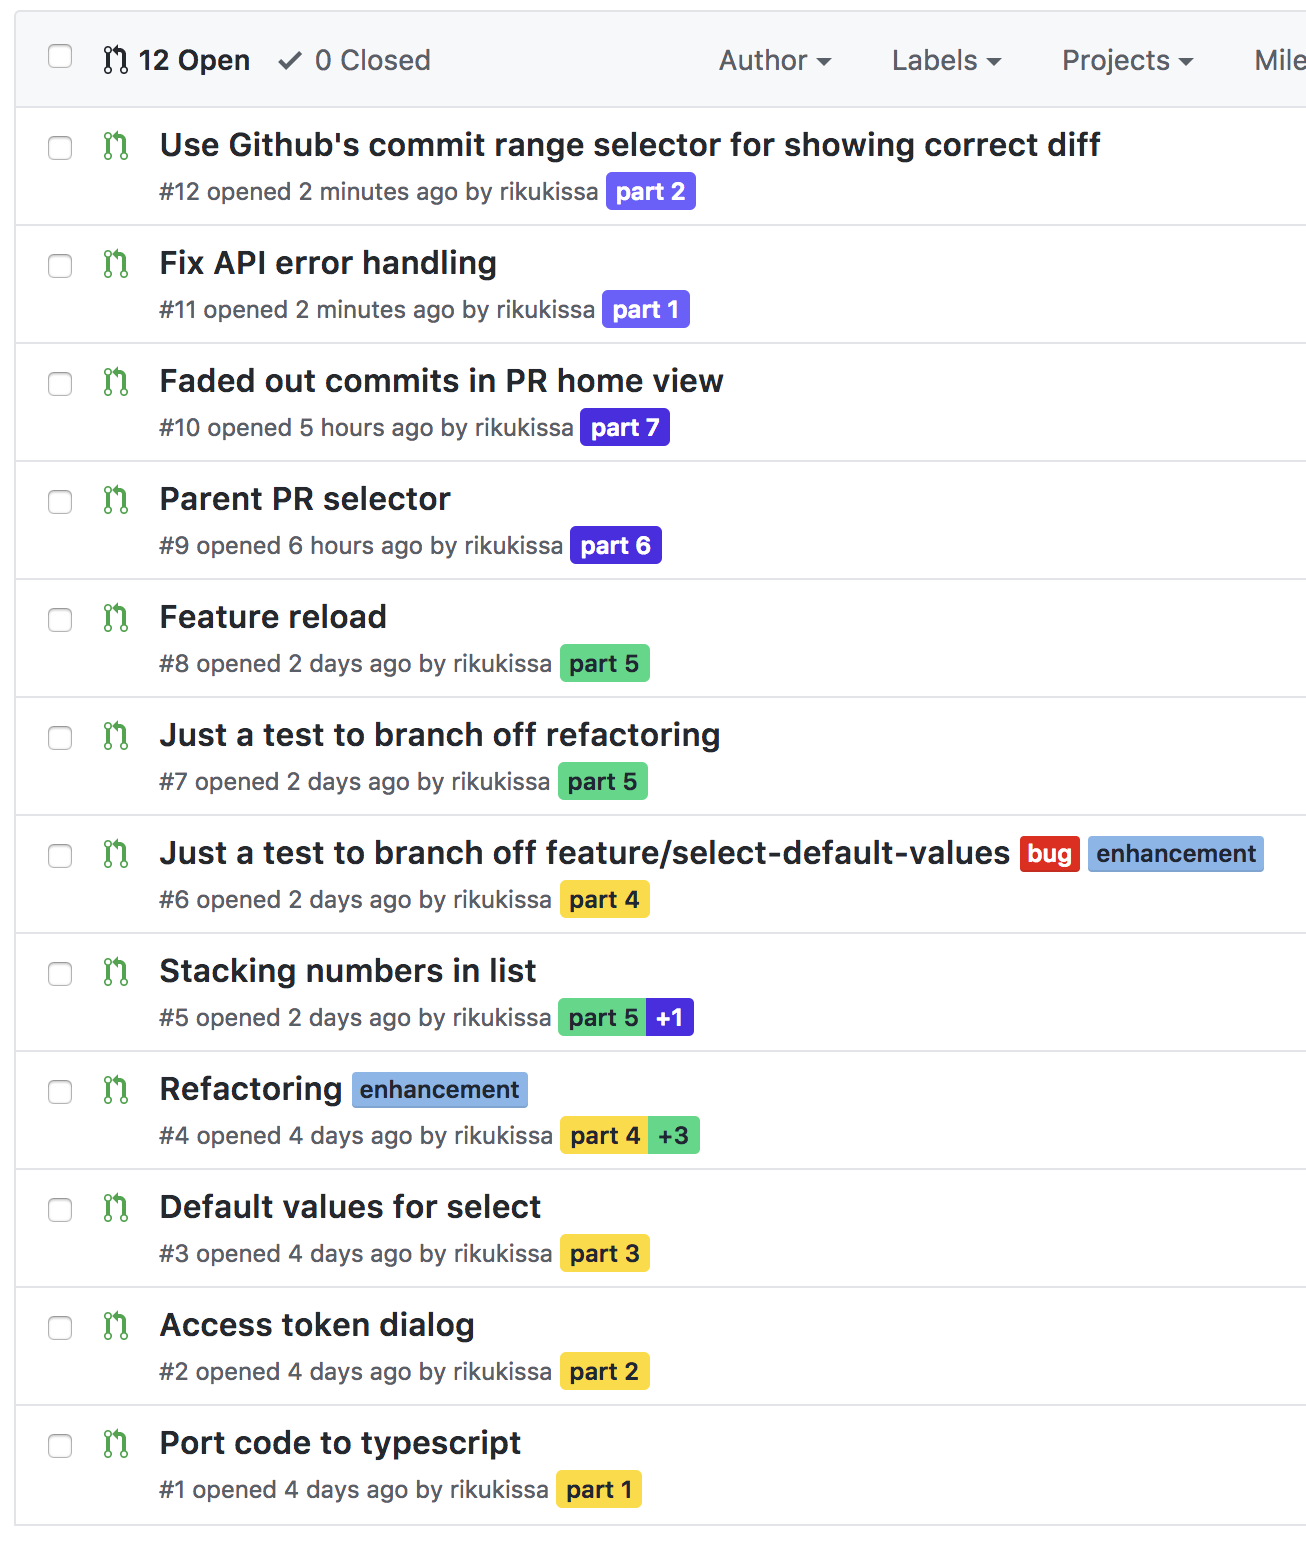 12 Open 0 Closed Author Labels Projects Mile
Use Github's commit range selector for showing correct diff
#12 opened 2 minutes ago by rikukissa part 2
Fix API error handling
#11 opened 2 minutes ago by rikukissa part 1
Faded out commits in PR home view
#10 opened 5 hours ago by rikukissa part 7
Parent PR selector
#9 opened 6 hours ago by rikukissa part 6
Feature reload
#8 opened 2 days ago by rikukissa part 5
Just a test to branch off refactoring
#7 opened 2 days ago by rikukissa part 5
Just a test to branch off feature/select-default-values bug enhancement
#6 opened 2 days ago by rikukissa part 4
Stacking numbers in list
#5 opened 2 days ago by rikukissa part 5 +1
Refactoring enhancement
#4 opened 4 days ago by rikukissa part 4 +3
Default values for select
#3 opened 4 days ago by rikukissa part 3
Access token dialog
#2 opened 4 days ago by rikukissa part 2
Port code to typescript
#1 opened 4 days ago by rikukissa part 1